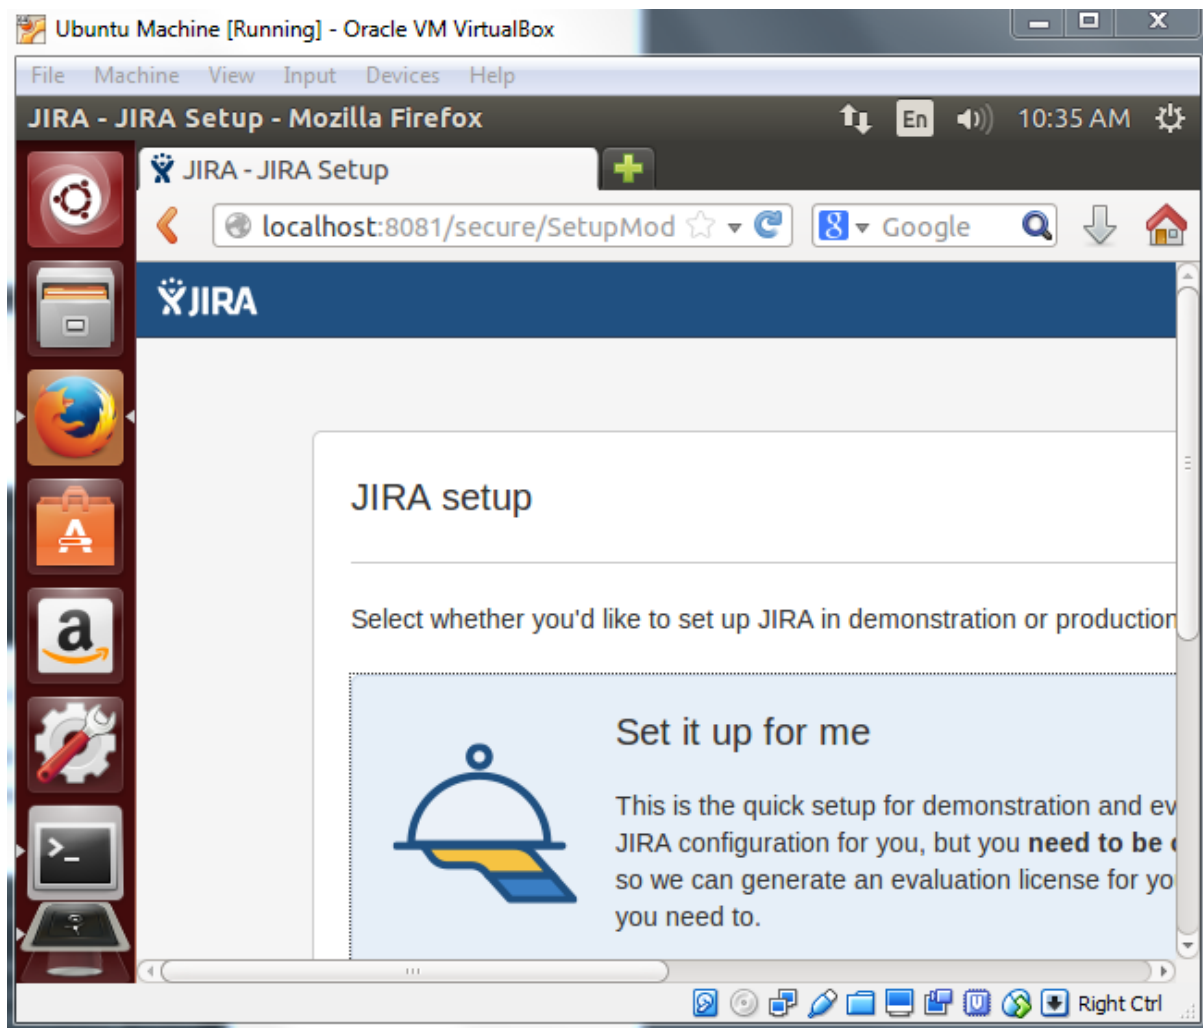 Ubuntu Machine [Running] - Oracle VM VirtualBox
File Machine View Input Devices Help
JIRA - JIRA Setup - Mozilla Firefox En 10:35 AM
JIRA - JIRA Setup
localhost:8081/secure/SetupMod 8 Google
JIRA
JIRA setup
Select whether you'd like to set up JIRA in demonstration or production
Set it up for me
This is the quick setup for demonstration and ev
JIRA configuration for you, but you need to be
so we can generate an evaluation license for yo
you need to.
A
a
>_
Right Ctrl